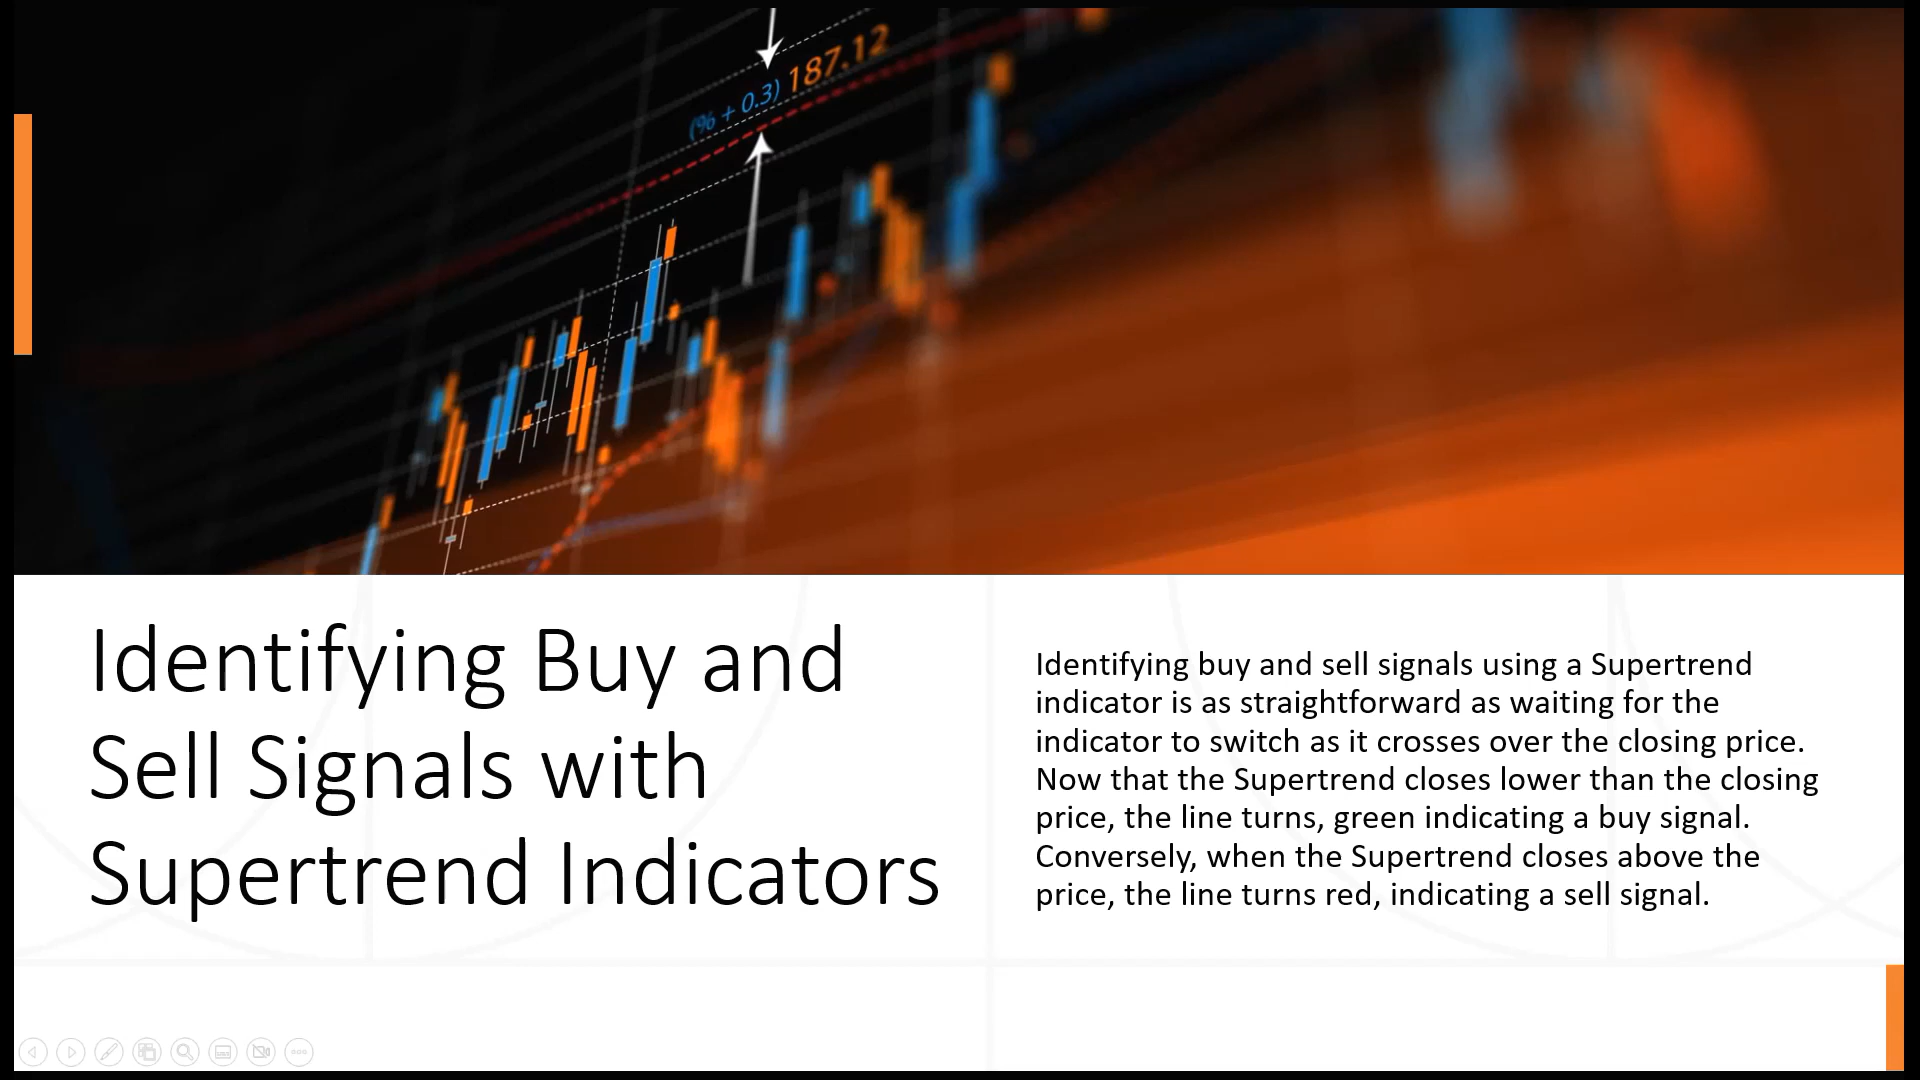 187.12
(% + 0.3)
Identifying Buy and
Sell Signals with
Supertrend Indicators
Identifying buy and sell signals using a Supertrend
indicator is as straightforward as waiting for the
indicator to switch as it crosses over the closing price.
Now that the Supertrend closes lower than the closing
price, the line turns, green indicating a buy signal.
Conversely, when the Supertrend closes above the
price, the line turns red, indicating a sell signal.